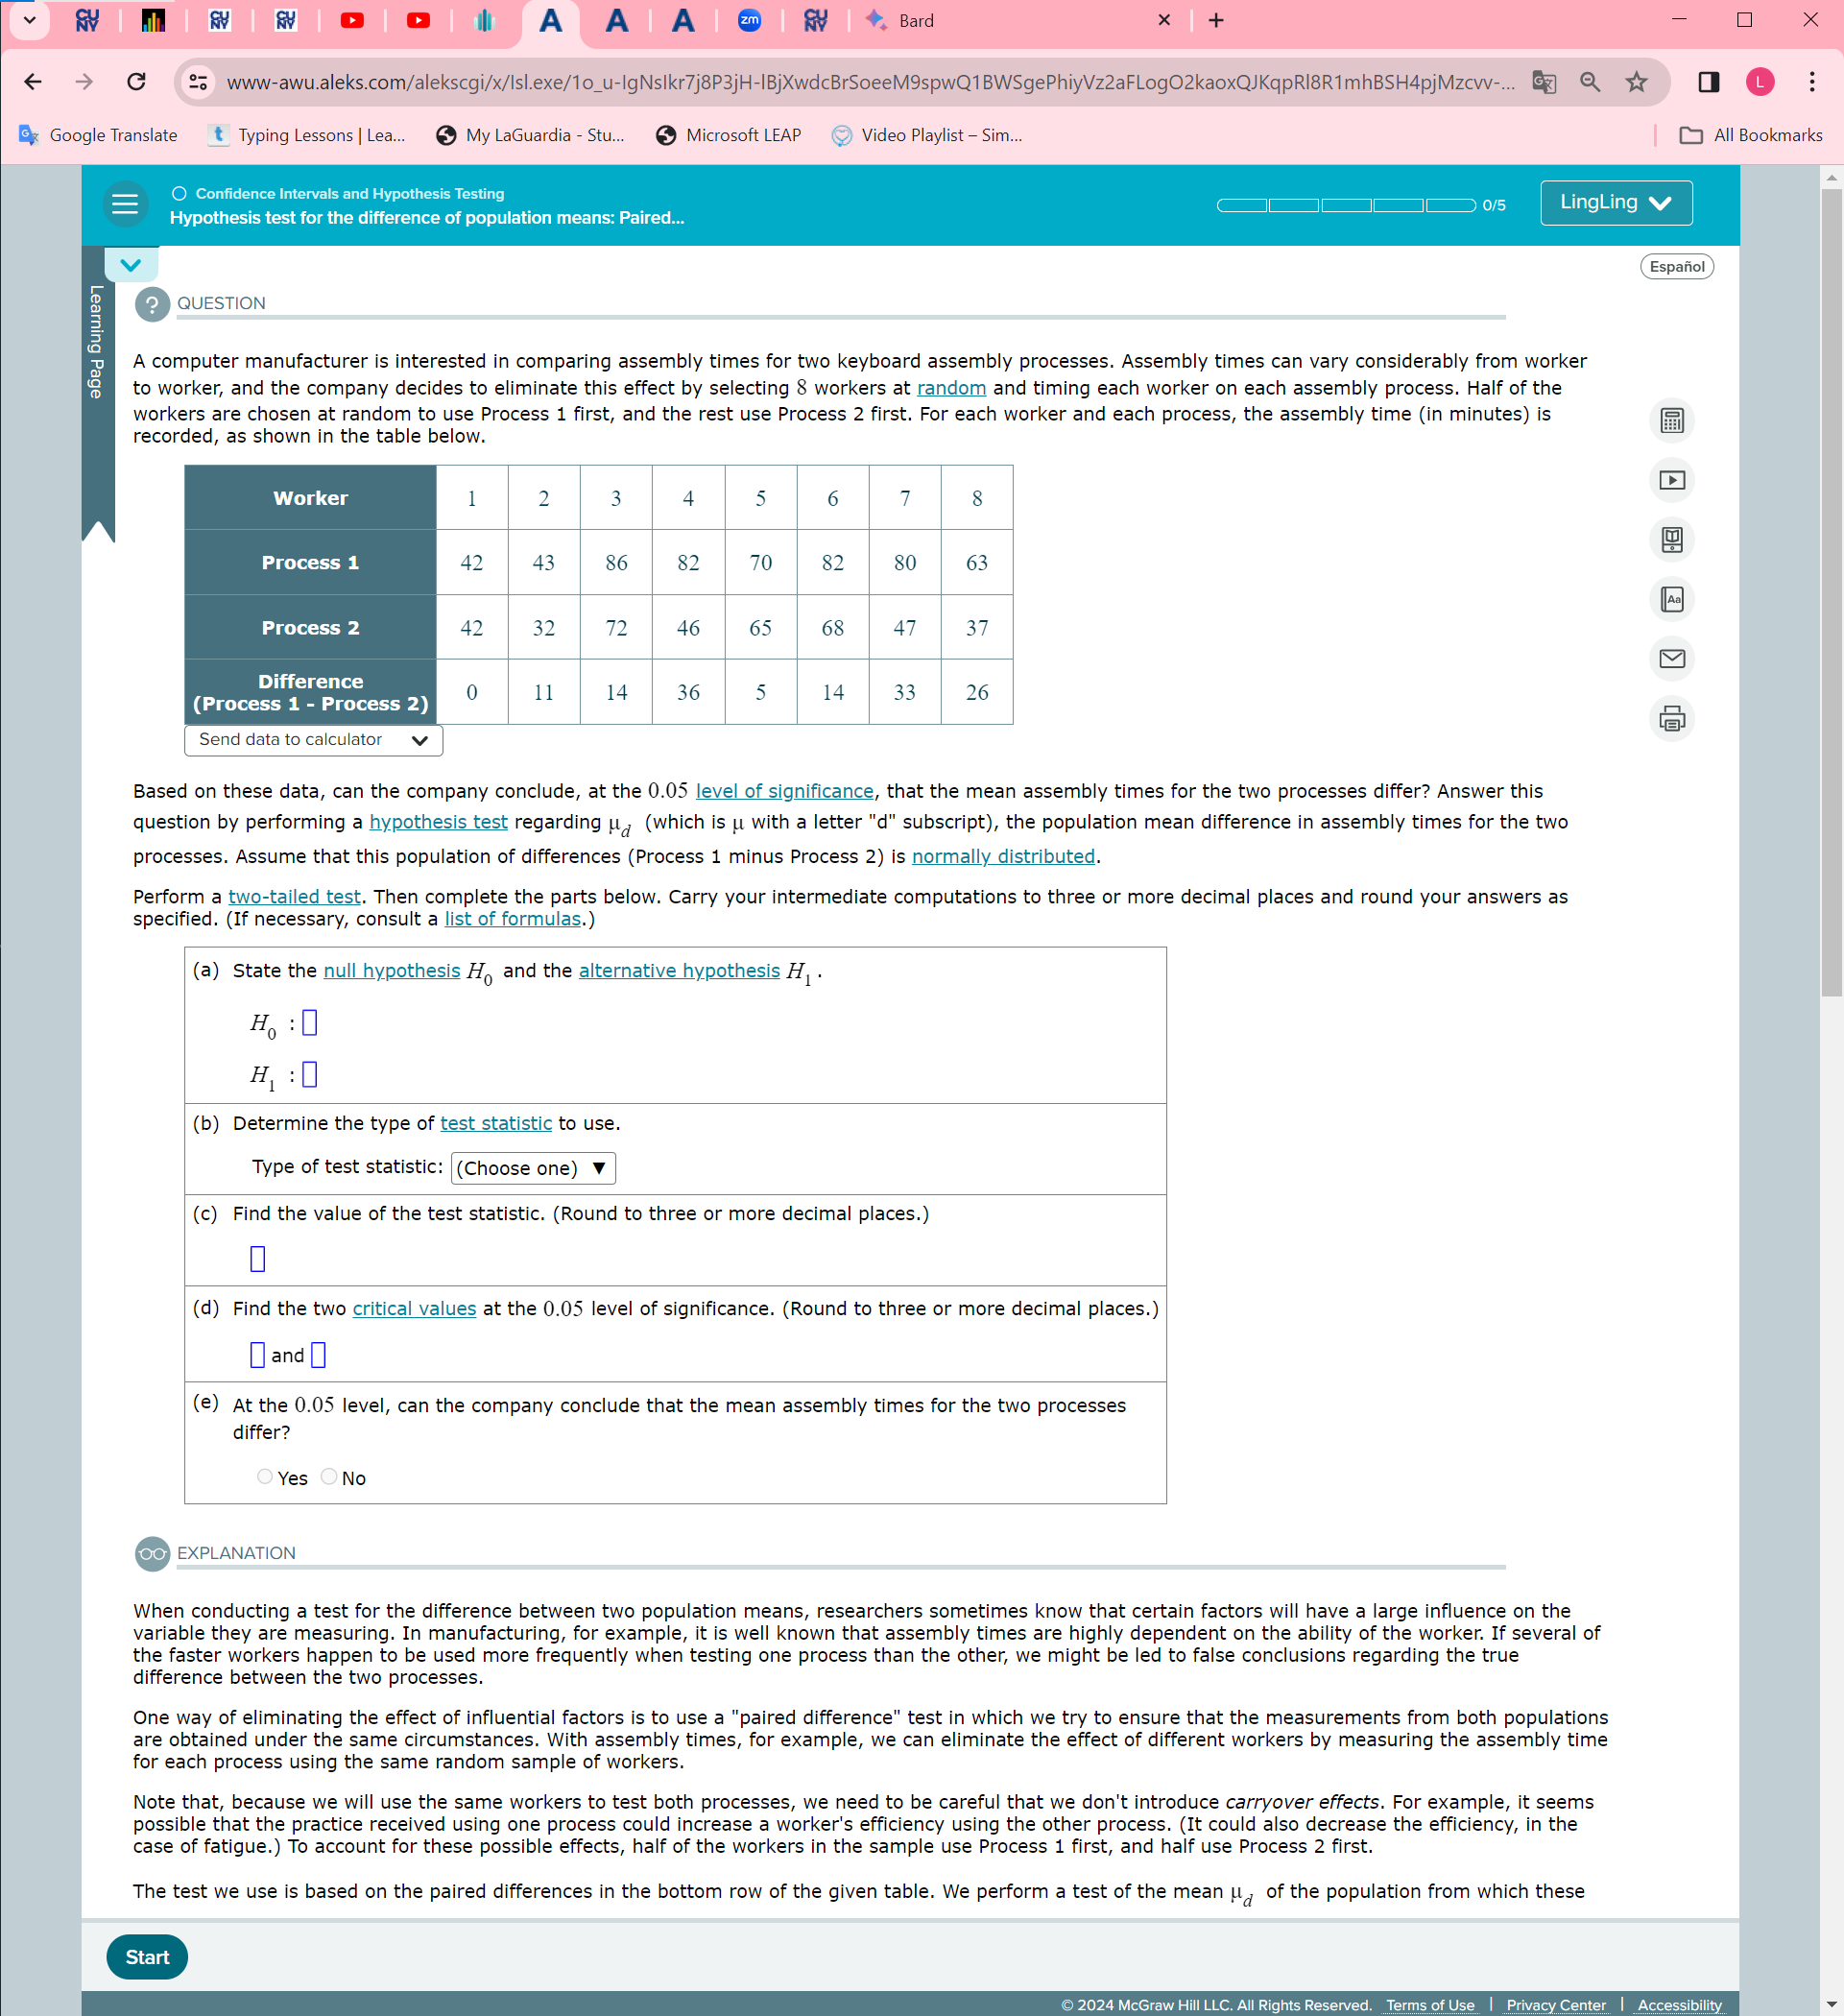 CU NY
CU NY
CU NY
A
A
A
zm
CU NY
Bard
www-awu.aleks.com/alekscgi/x/Isl.exe/1o_u-IgNsIkr7j8P3jH-lBjXwdcBrSoeeM9spwQ1BWSgePhiyVz2aFLogO2kaoxQJKqpRl8R1mhBSH4pjMzcvv-...
L
Google Translate
Typing Lessons | Lea...
My LaGuardia - Stu...
Microsoft LEAP
Video Playlist – Sim...
All Bookmarks
Confidence Intervals and Hypothesis Testing
Hypothesis test for the difference of population means: Paired...
0/5
LingLing
Español
Learning Page
QUESTION
A computer manufacturer is interested in comparing assembly times for two keyboard assembly processes. Assembly times can vary considerably from worker
to worker, and the company decides to eliminate this effect by selecting 8 workers at random and timing each worker on each assembly process. Half of the
workers are chosen at random to use Process 1 first, and the rest use Process 2 first. For each worker and each process, the assembly time (in minutes) is
recorded, as shown in the table below.
Worker 1 2 3 4 5 6 7 8
Process 1 42 43 86 82 70 82 80 63
Process 2 42 32 72 46 65 68 47 37
Difference
(Process 1 - Process 2) 0 11 14 36 5 14 33 26
Send data to calculator
Aa
Based on these data, can the company conclude, at the 0.05 level of significance, that the mean assembly times for the two processes differ? Answer this
question by performing a hypothesis test regarding μd (which is μ with a letter "d" subscript), the population mean difference in assembly times for the two
processes. Assume that this population of differences (Process 1 minus Process 2) is normally distributed.
Perform a two-tailed test. Then complete the parts below. Carry your intermediate computations to three or more decimal places and round your answers as
specified. (If necessary, consult a list of formulas.)
(a) State the null hypothesis H0 and the alternative hypothesis H1.
H0 :
H1 :
(b) Determine the type of test statistic to use.
Type of test statistic: (Choose one) ▼
(c) Find the value of the test statistic. (Round to three or more decimal places.)
(d) Find the two critical values at the 0.05 level of significance. (Round to three or more decimal places.)
and
(e) At the 0.05 level, can the company conclude that the mean assembly times for the two processes
differ?
Yes No
EXPLANATION
When conducting a test for the difference between two population means, researchers sometimes know that certain factors will have a large influence on the
variable they are measuring. In manufacturing, for example, it is well known that assembly times are highly dependent on the ability of the worker. If several of
the faster workers happen to be used more frequently when testing one process than the other, we might be led to false conclusions regarding the true
difference between the two processes.
One way of eliminating the effect of influential factors is to use a "paired difference" test in which we try to ensure that the measurements from both populations
are obtained under the same circumstances. With assembly times, for example, we can eliminate the effect of different workers by measuring the assembly time
for each process using the same random sample of workers.
Note that, because we will use the same workers to test both processes, we need to be careful that we don't introduce carryover effects. For example, it seems
possible that the practice received using one process could increase a worker's efficiency using the other process. (It could also decrease the efficiency, in the
case of fatigue.) To account for these possible effects, half of the workers in the sample use Process 1 first, and half use Process 2 first.
The test we use is based on the paired differences in the bottom row of the given table. We perform a test of the mean μd of the population from which these
Start
© 2024 McGraw Hill LLC. All Rights Reserved. Terms of Use | Privacy Center | Accessibility